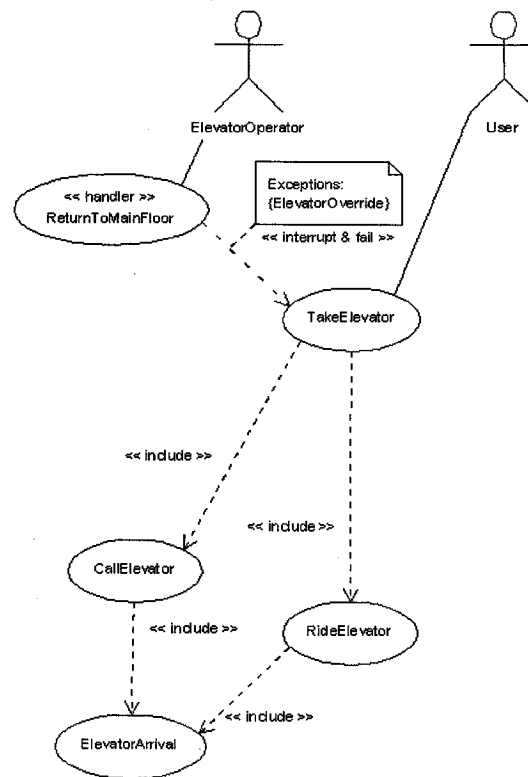 ElevatorOperator
User
<< handler >>
ReturnToMainFloor
Exceptions:
{ElevatorOverride}
<< interrupt & fail >>
TakeElevator
<< include >>
<< include >>
CallElevator
<< include >>
RideElevator
<< include >>
ElevatorArrival